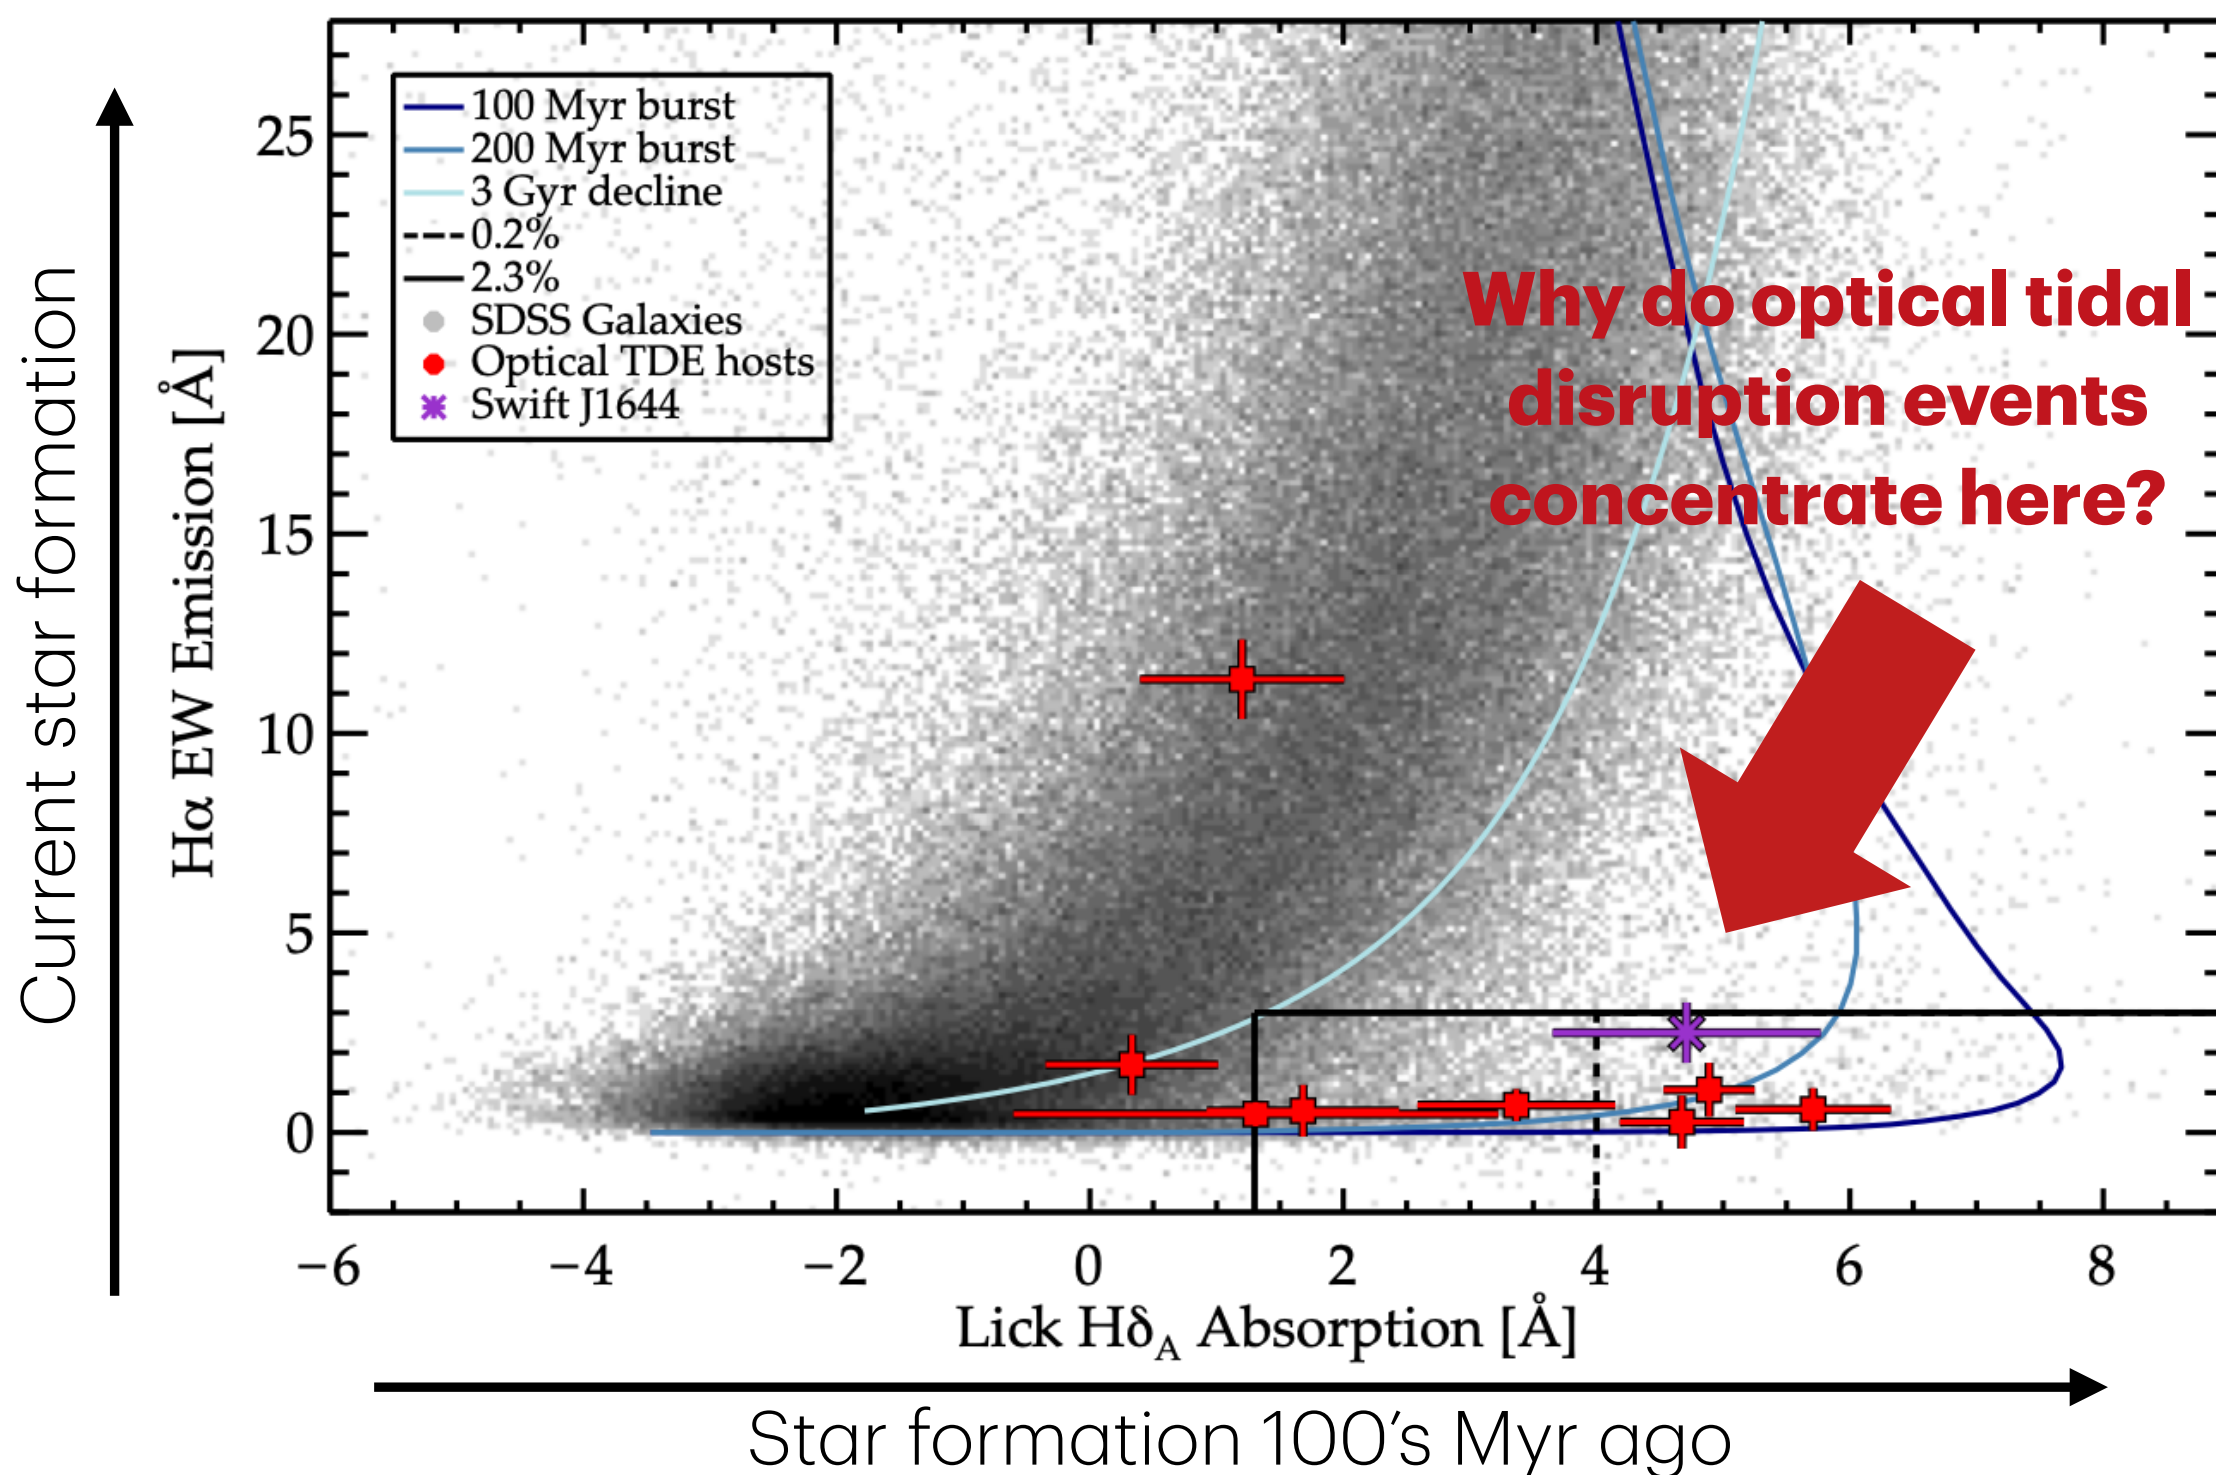 100 Myr burst
200 Myr burst
3 Gyr decline
0.2%
2.3%
SDSS Galaxies
Optical TDE hosts
Swift J1644
Why do optical tidal
disruption events
concentrate here?
Current star formation
Hα EW Emission [Å]
25
20
15
10
5
0
−6
−4
−2
0
2
4
6
8
Lick Hδ_A Absorption [Å]
Star formation 100’s Myr ago